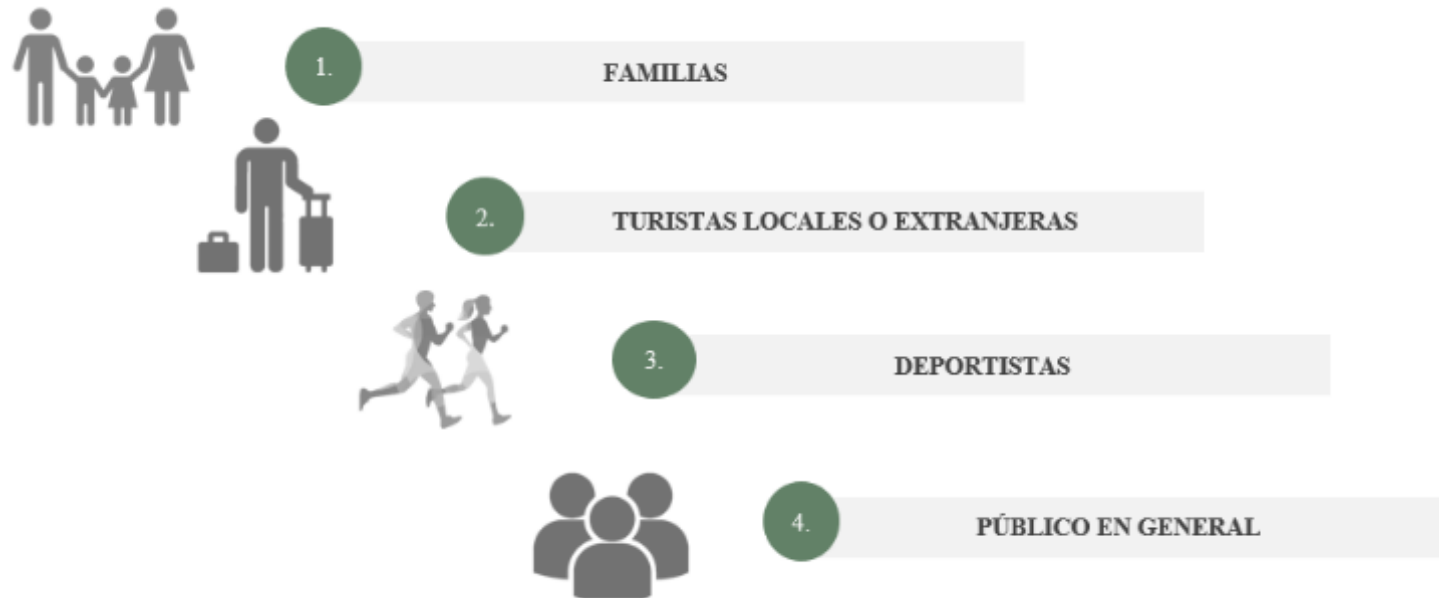 1. FAMILIAS
2. TURISTAS LOCALES O EXTRANJERAS
3. DEPORTISTAS
4. PÚBLICO EN GENERAL